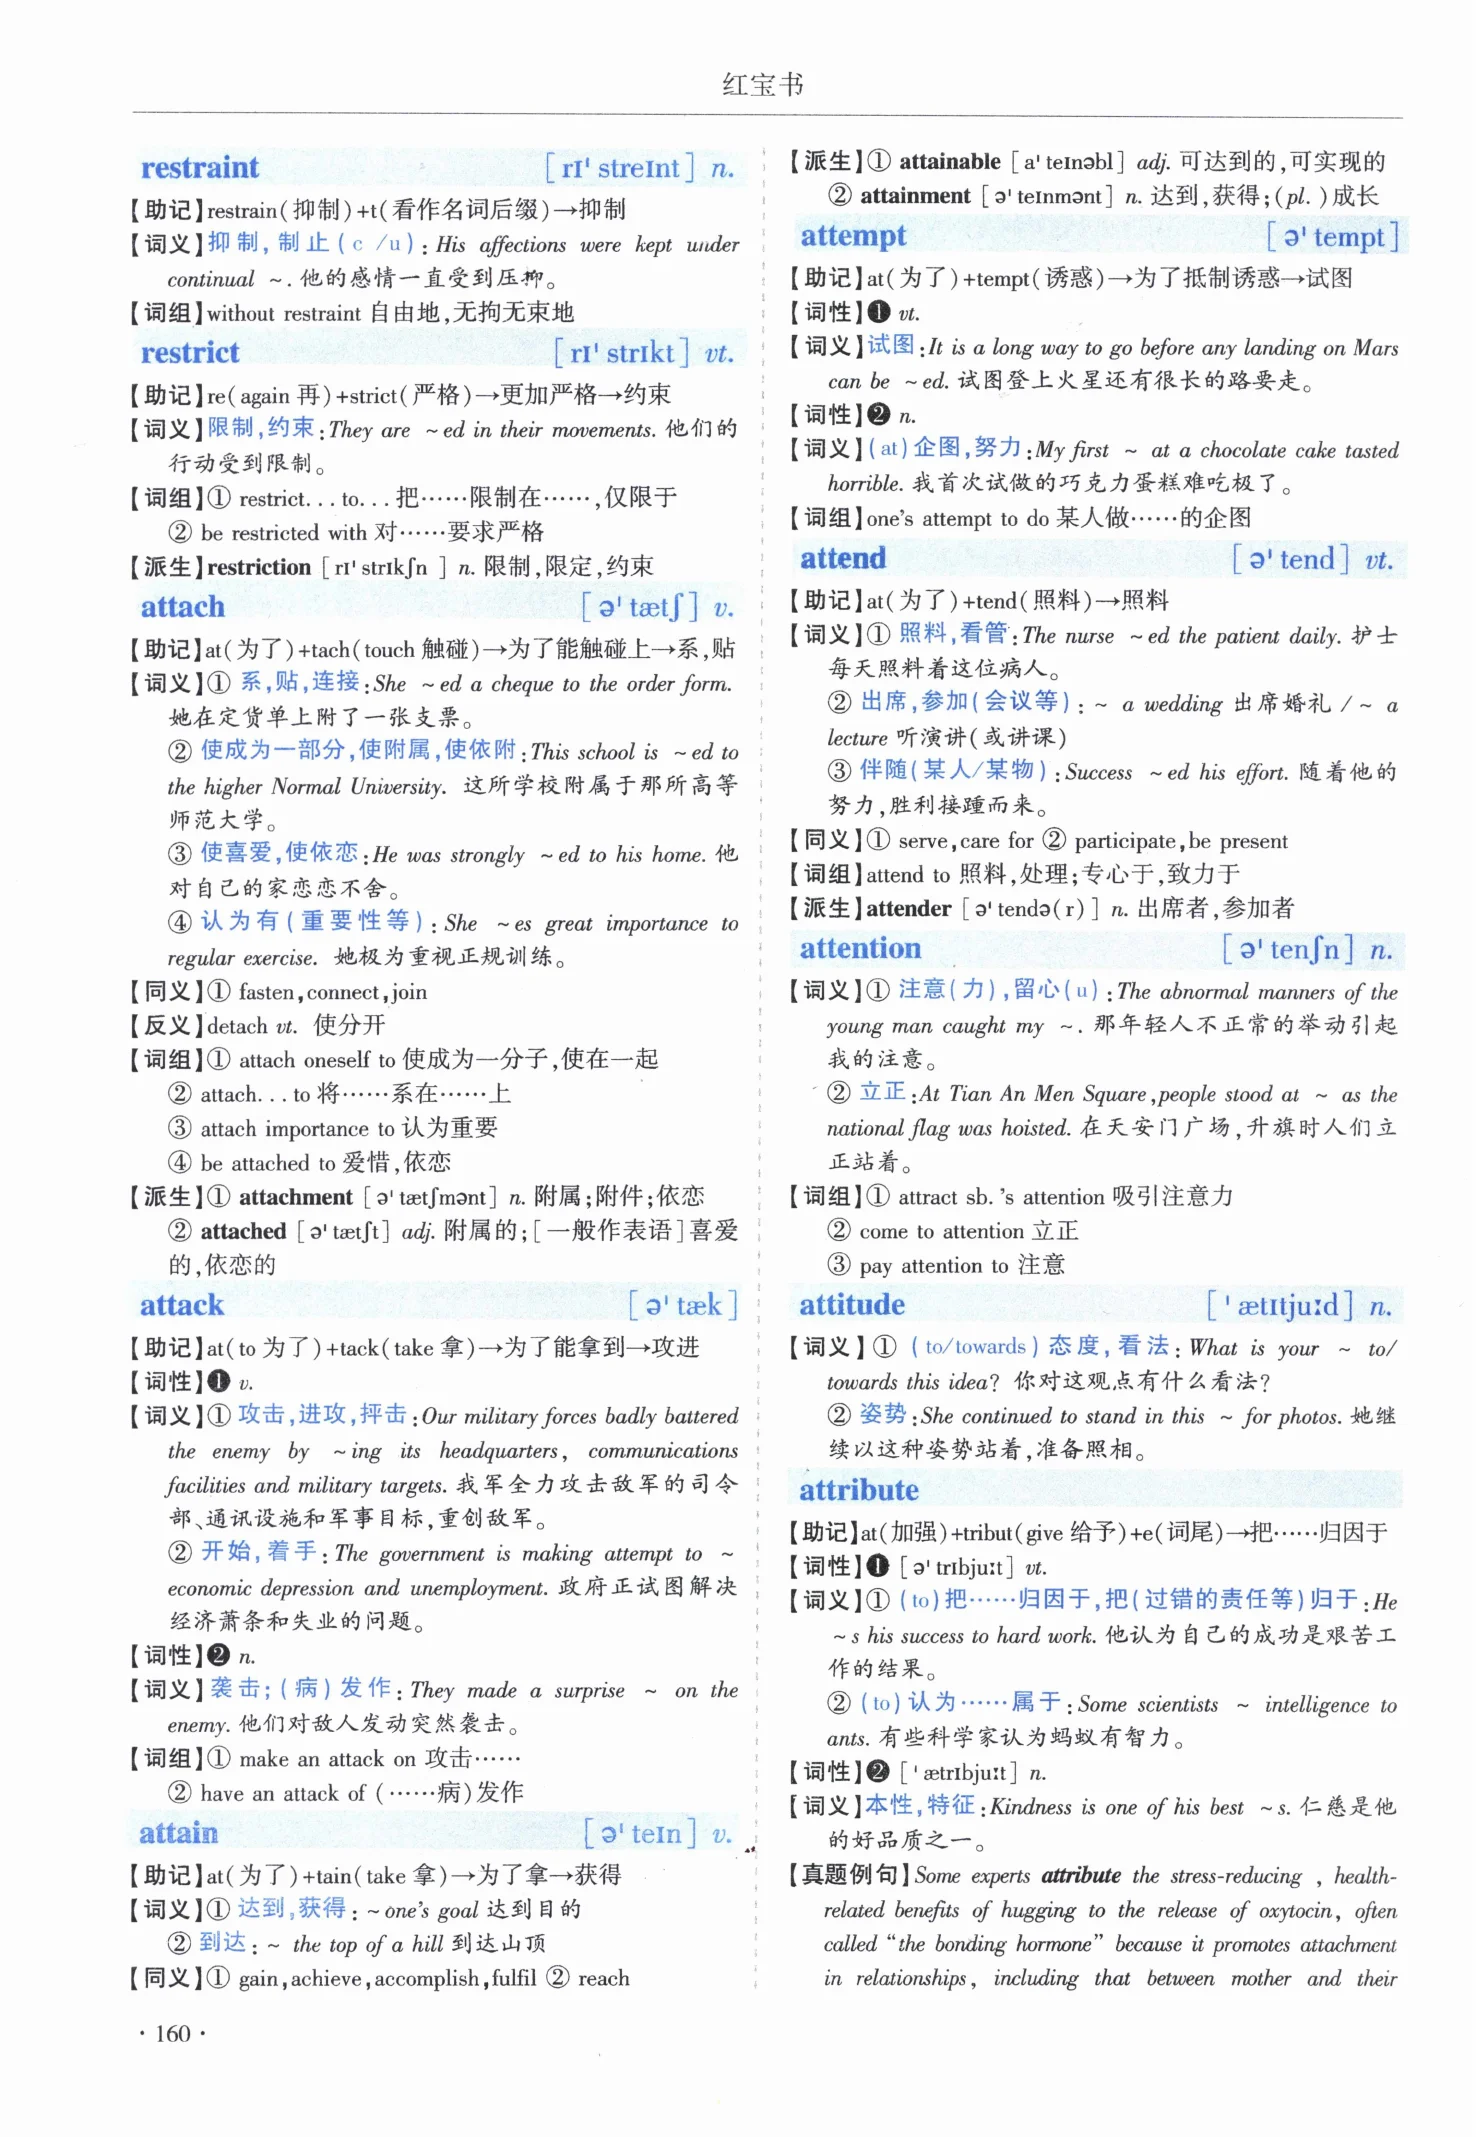 红宝书
restraint [rɪˈstreɪnt] n.
【助记】restrain(抑制)+t(看作名词后缀)→抑制
【词义】抑制,制止(c /u): His affections were kept under
continual ~. 他的感情一直受到压抑。
【词组】without restraint 自由地,无拘无束地
restrict [rɪˈstrɪkt] vt.
【助记】re(again 再)+strict(严格)→更加严格→约束
【词义】限制,约束:They are ~ed in their movements. 他们的
行动受到限制。
【词组】① restrict...to...把……限制在……,仅限于
② be restricted with 对……要求严格
【派生】restriction [rɪˈstrɪkʃn ] n. 限制,限定,约束
attach [əˈtætʃ] v.
【助记】at(为了)+tach(touch 触碰)→为了能触碰上→系,贴
【词义】① 系,贴,连接:She ~ed a cheque to the order form.
她在定货单上附了一张支票。
② 使成为一部分,使附属,使依附:This school is ~ed to
the higher Normal University. 这所学校附属于那所高等
师范大学。
③ 使喜爱,使依恋:He was strongly ~ed to his home. 他
对自己的家恋恋不舍。
④ 认为有(重要性等): She ~es great importance to
regular exercise. 她极为重视正规训练。
【同义】① fasten,connect,join
【反义】detach vt. 使分开
【词组】① attach oneself to 使成为一分子,使在一起
② attach...to 将……系在……上
③ attach importance to 认为重要
④ be attached to 爱惜,依恋
【派生】① attachment [əˈtætʃmənt] n. 附属;附件;依恋
② attached [əˈtætʃt] adj. 附属的;[一般作表语]喜爱
的,依恋的
attack [əˈtæk]
【助记】at(to 为了)+tack(take 拿)→为了能拿到→攻进
【词性】❶ v.
【词义】① 攻击,进攻,抨击:Our military forces badly battered
the enemy by ~ing its headquarters, communications
facilities and military targets. 我军全力攻击敌军的司令
部、通讯设施和军事目标,重创敌军。
② 开始,着手: The government is making attempt to ~
economic depression and unemployment. 政府正试图解决
经济萧条和失业的问题。
【词性】❷ n.
【词义】袭击;(病)发作: They made a surprise ~ on the
enemy. 他们对敌人发动突然袭击。
【词组】① make an attack on 攻击……
② have an attack of (……病)发作
attain [əˈteɪn] v.
【助记】at(为了)+tain(take 拿)→为了拿→获得
【词义】① 达到,获得: ~one's goal 达到目的
② 到达: ~ the top of a hill 到达山顶
【同义】① gain,achieve,accomplish,fulfil ② reach
【派生】① attainable [aˈteɪnəbl] adj. 可达到的,可实现的
② attainment [əˈteɪnmənt] n. 达到,获得;(pl. )成长
attempt [əˈtempt]
【助记】at(为了)+tempt(诱惑)→为了抵制诱惑→试图
【词性】❶ vt.
【词义】试图:It is a long way to go before any landing on Mars
can be ~ed. 试图登上火星还有很长的路要走。
【词性】❷ n.
【词义】(at)企图,努力:My first ~ at a chocolate cake tasted
horrible. 我首次试做的巧克力蛋糕难吃极了。
【词组】one's attempt to do 某人做……的企图
attend [əˈtend] vt.
【助记】at(为了)+tend(照料)→照料
【词义】① 照料,看管:The nurse ~ed the patient daily. 护士
每天照料着这位病人。
② 出席,参加(会议等): ~ a wedding 出席婚礼 / ~ a
lecture 听演讲(或讲课)
③ 伴随(某人/某物):Success ~ed his effort. 随着他的
努力,胜利接踵而来。
【同义】① serve,care for ② participate,be present
【词组】attend to 照料,处理;专心于,致力于
【派生】attender [əˈtendə(r)] n. 出席者,参加者
attention [əˈtenʃn] n.
【词义】① 注意(力),留心(u):The abnormal manners of the
young man caught my ~. 那年轻人不正常的举动引起
我的注意。
② 立正:At Tian An Men Square,people stood at ~ as the
national flag was hoisted. 在天安门广场,升旗时人们立
正站着。
【词组】① attract sb. 's attention 吸引注意力
② come to attention 立正
③ pay attention to 注意
attitude [ˈætɪtjuːd] n.
【词义】① (to/towards)态度,看法: What is your ~ to/
towards this idea? 你对这观点有什么看法?
② 姿势:She continued to stand in this ~ for photos. 她继
续以这种姿势站着,准备照相。
attribute
【助记】at(加强)+tribut(give 给予)+e(词尾)→把……归因于
【词性】❶ [əˈtrɪbjuːt] vt.
【词义】① (to)把……归因于,把(过错的责任等)归于:He
~s his success to hard work. 他认为自己的成功是艰苦工
作的结果。
② (to)认为……属于:Some scientists ~ intelligence to
ants. 有些科学家认为蚂蚁有智力。
【词性】❷ [ˈætrɪbjuːt] n.
【词义】本性,特征:Kindness is one of his best ~s. 仁慈是他
的好品质之一。
【真题例句】Some experts attribute the stress-reducing , health-
related benefits of hugging to the release of oxytocin, often
called “the bonding hormone” because it promotes attachment
in relationships, including that between mother and their
· 160 ·